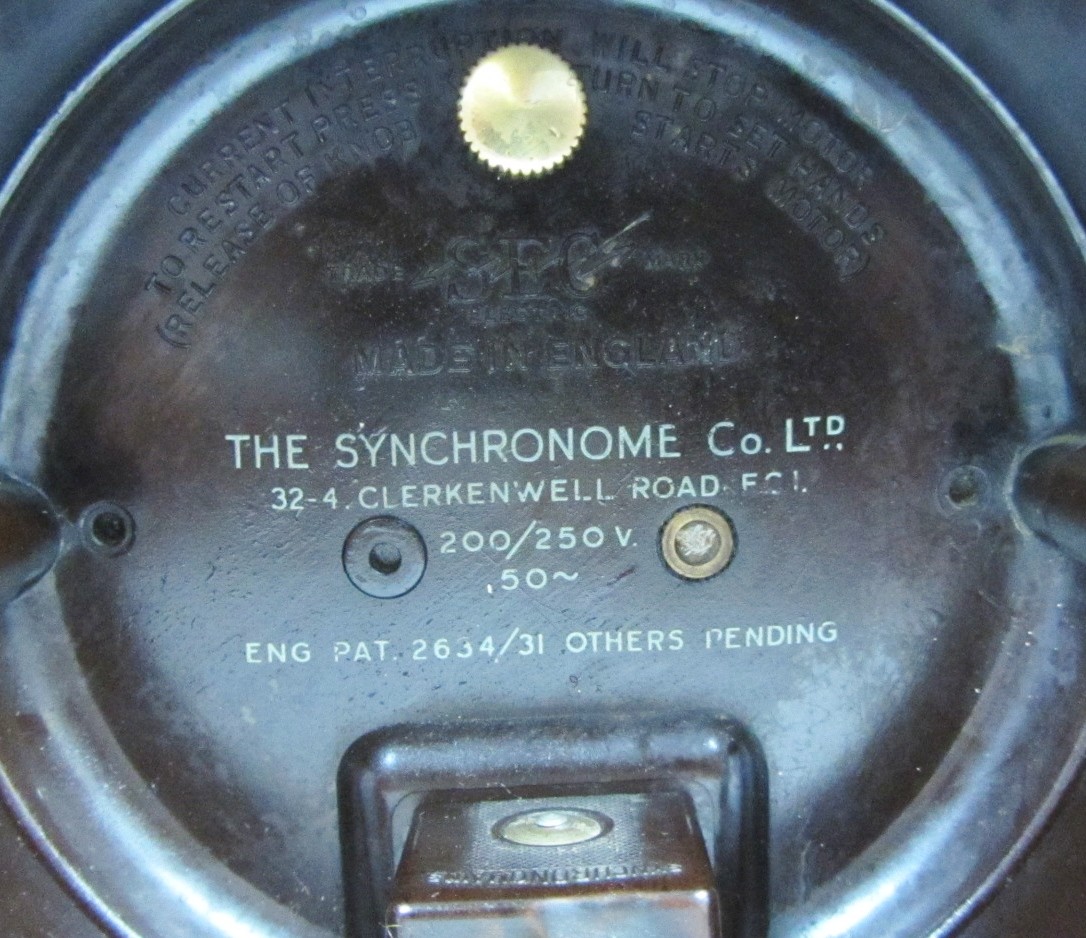 CURRENT INTERRUPTION WILL STOP MOTOR
TO RESTART PRESS TURN TO SET HANDS
(RELEASE OF KNOB STARTS MOTOR)
TRADE SEC MARK
ELECTRIC
MADE IN ENGLAND
THE SYNCHRONOME Co. LTD.
32-4. CLERKENWELL ROAD. E.C.1.
200/250 V.
50~
ENG PAT. 2634/31 OTHERS PENDING